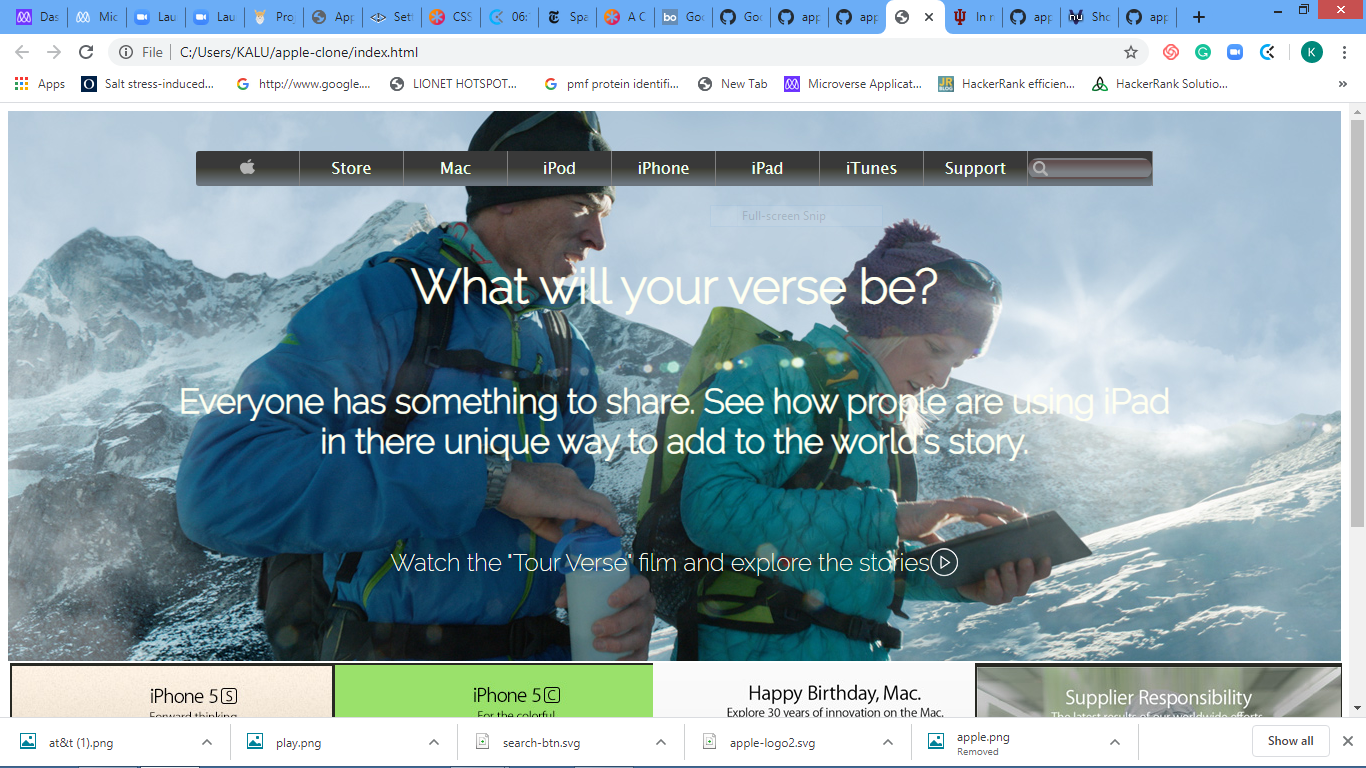 Das
Mic
Lau
Lau
Pro
App
Sett
CSS
06:
Spa
A C
Goo
Goo
app
app
In r
app
Sho
app
File
C:/Users/KALU/apple-clone/index.html
K
Apps
Salt stress-induced...
http://www.google....
LIONET HOTSPOT...
pmf protein identifi...
New Tab
Microverse Applicat...
HackerRank efficien...
HackerRank Solutio...
Store
Mac
iPod
iPhone
iPad
iTunes
Support
Full-screen Snip
What will your verse be?
Everyone has something to share. See how prople are using iPad
in there unique way to add to the world's story.
Watch the "Tour Verse" film and explore the stories
iPhone 5S
Forward thinking
iPhone 5C
For the colorful
Happy Birthday, Mac.
Explore 30 years of innovation on the Mac.
Supplier Responsibility
The latest results of our worldwide efforts
at&t (1).png
play.png
search-btn.svg
apple-logo2.svg
apple.png
Removed
Show all